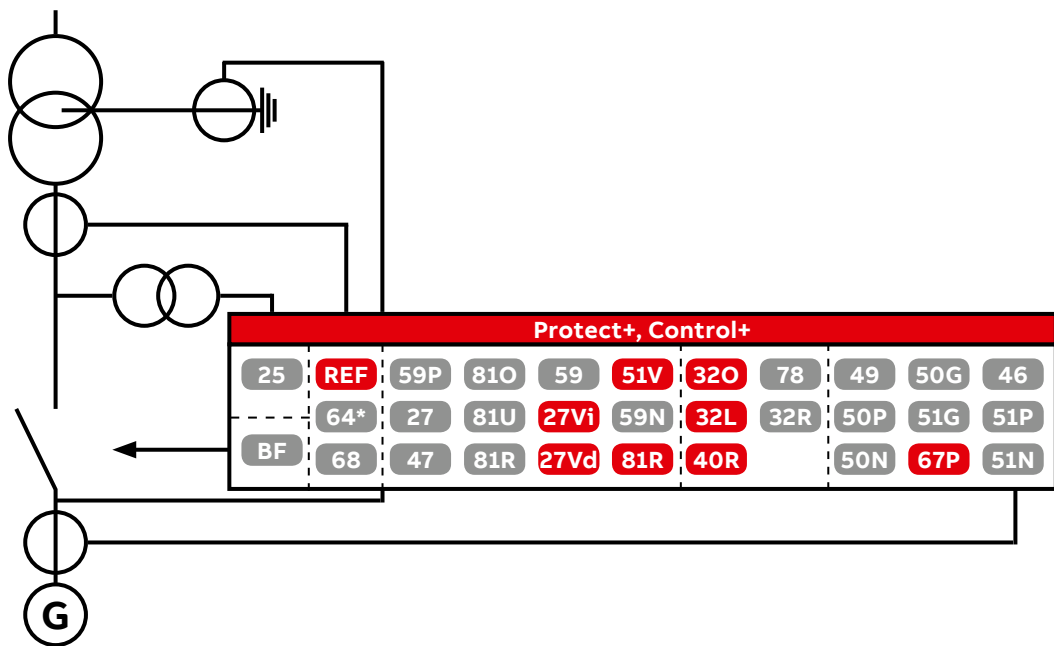 Protect+, Control+
25 REF 59P 81O 59 51V 32O 78 49 50G 46
64* 27 81U 27Vi 59N 32L 32R 50P 51G 51P
BF 68 47 81R 27Vd 81R 40R 50N 67P 51N
G